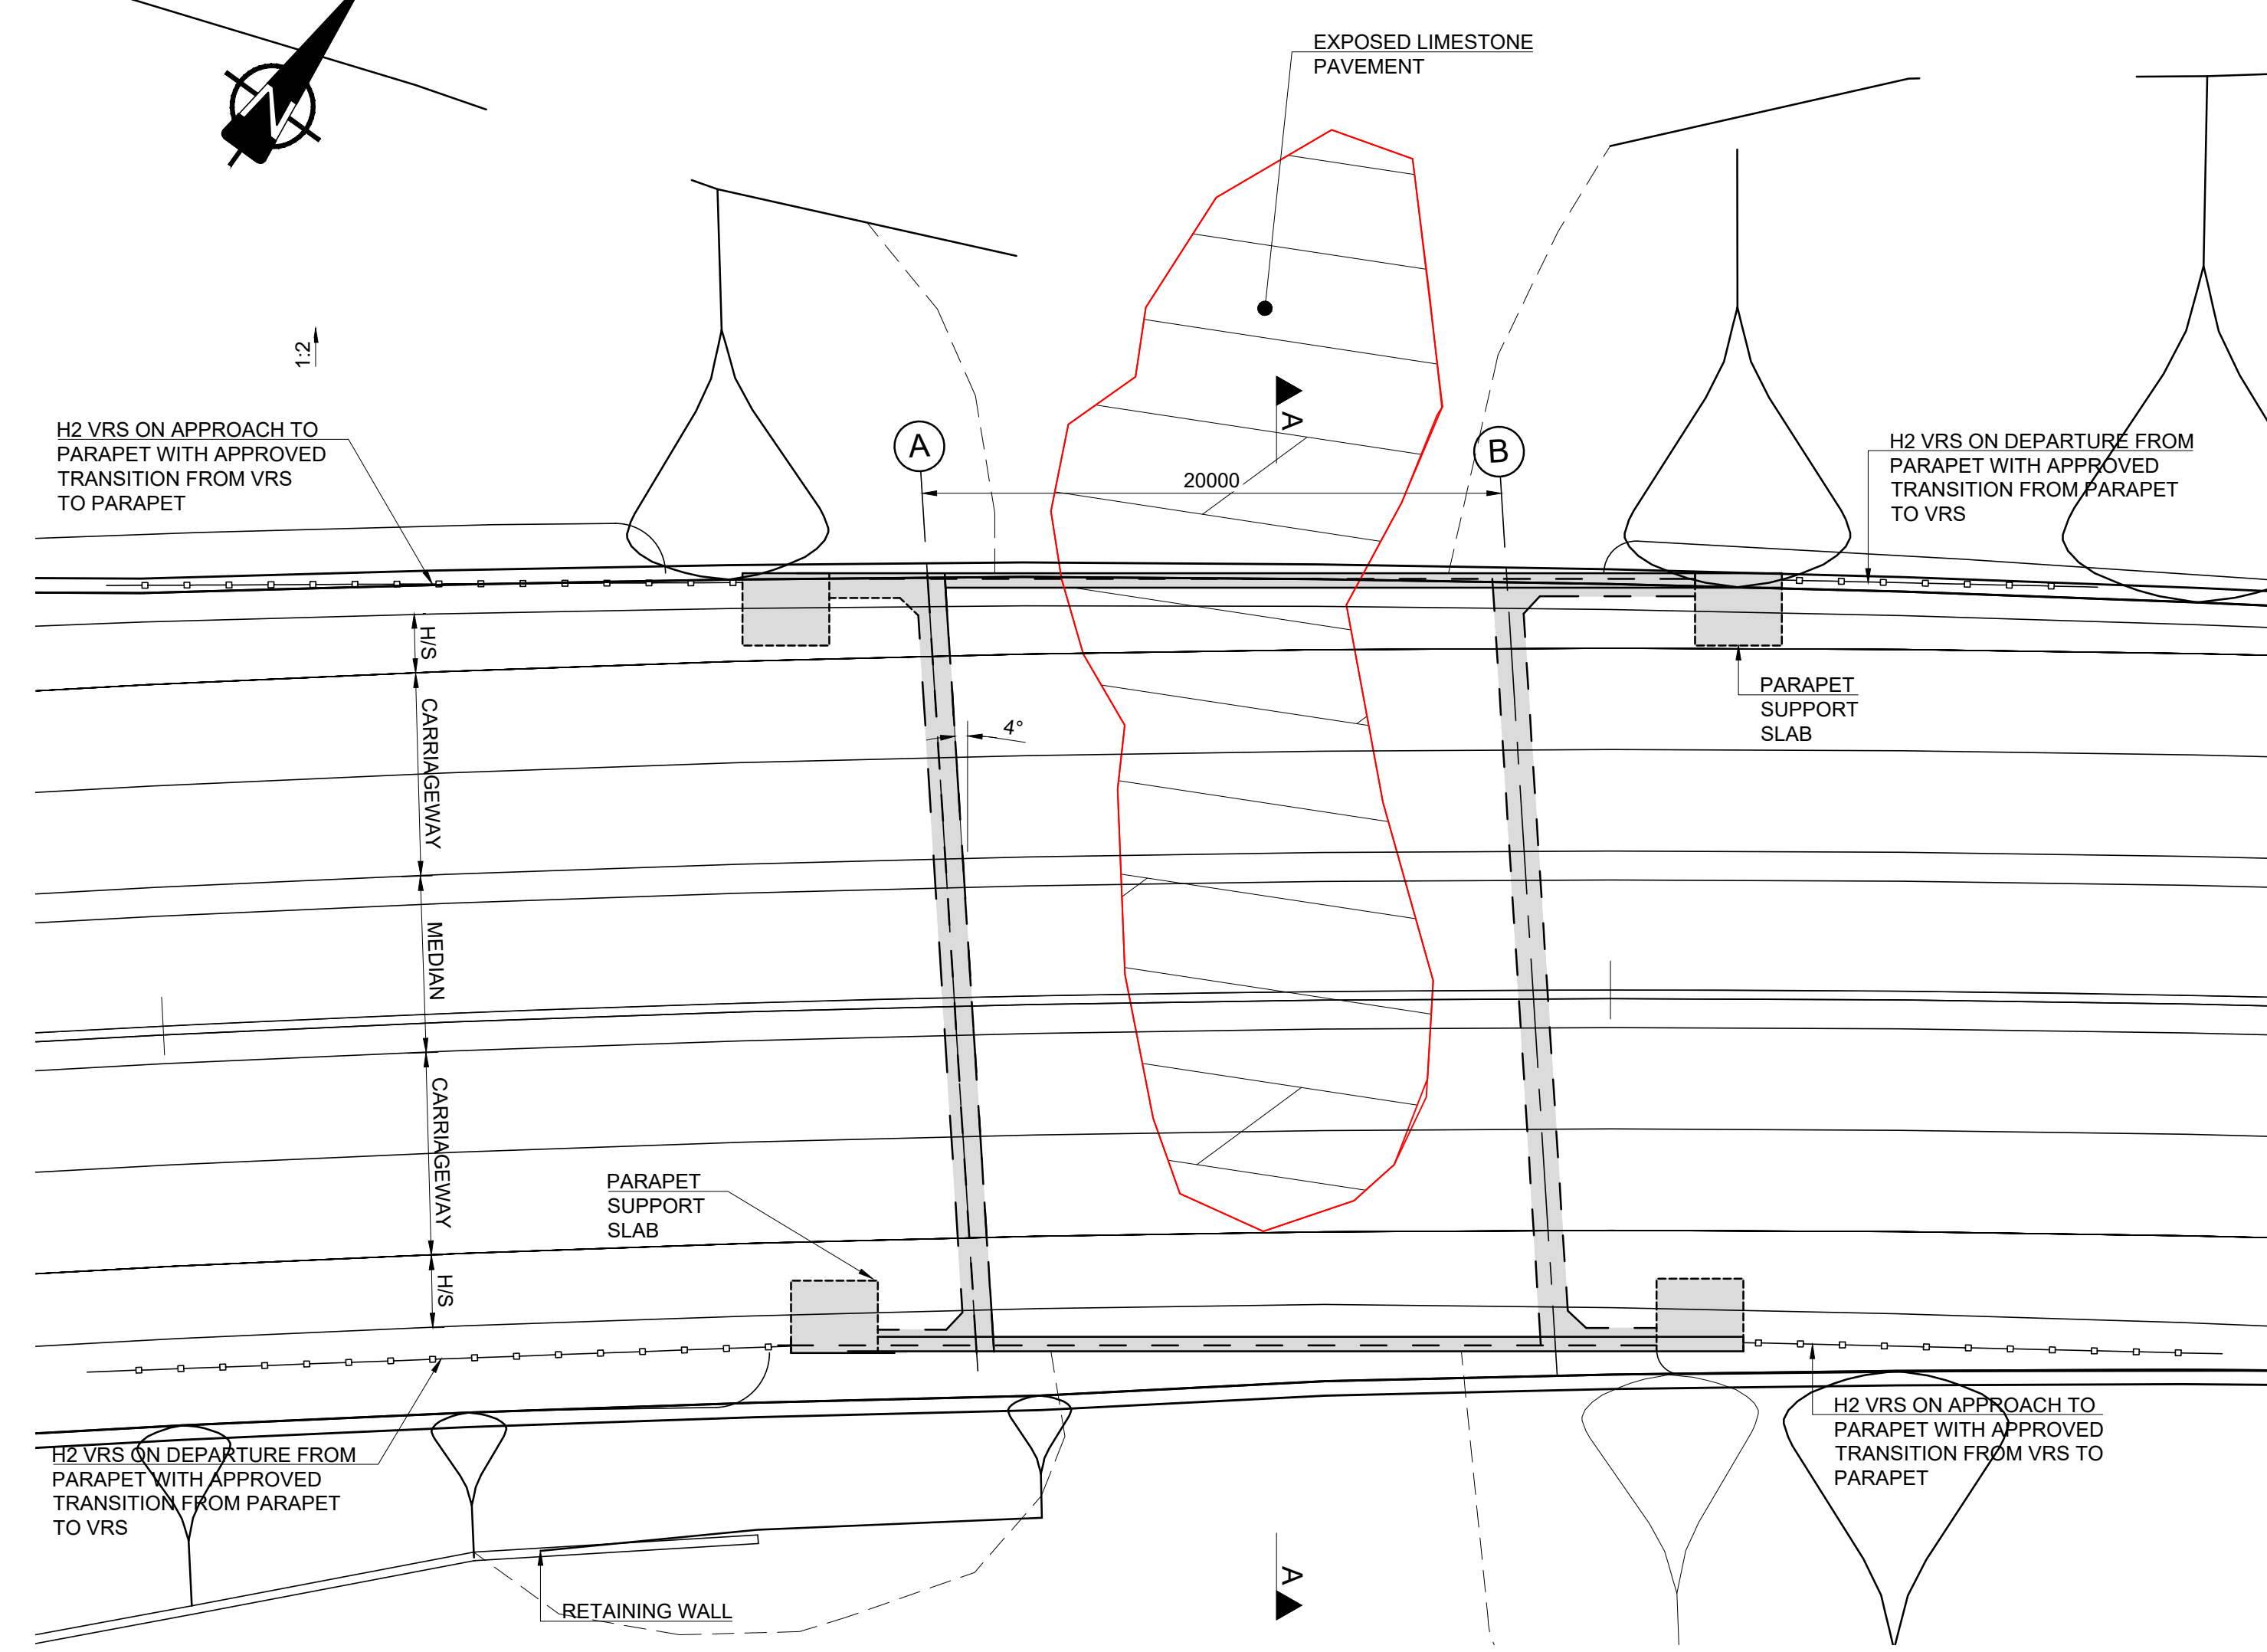 EXPOSED LIMESTONE
PAVEMENT
N
1:2
H2 VRS ON APPROACH TO
PARAPET WITH APPROVED
TRANSITION FROM VRS
TO PARAPET
A
A
B
20000
H2 VRS ON DEPARTURE FROM
PARAPET WITH APPROVED
TRANSITION FROM PARAPET
TO VRS
H/S
CARRIAGEWAY
MEDIAN
CARRIAGEWAY
H/S
4°
PARAPET
SUPPORT
SLAB
PARAPET
SUPPORT
SLAB
H2 VRS ON DEPARTURE FROM
PARAPET WITH APPROVED
TRANSITION FROM PARAPET
TO VRS
H2 VRS ON APPROACH TO
PARAPET WITH APPROVED
TRANSITION FROM VRS TO
PARAPET
RETAINING WALL
A